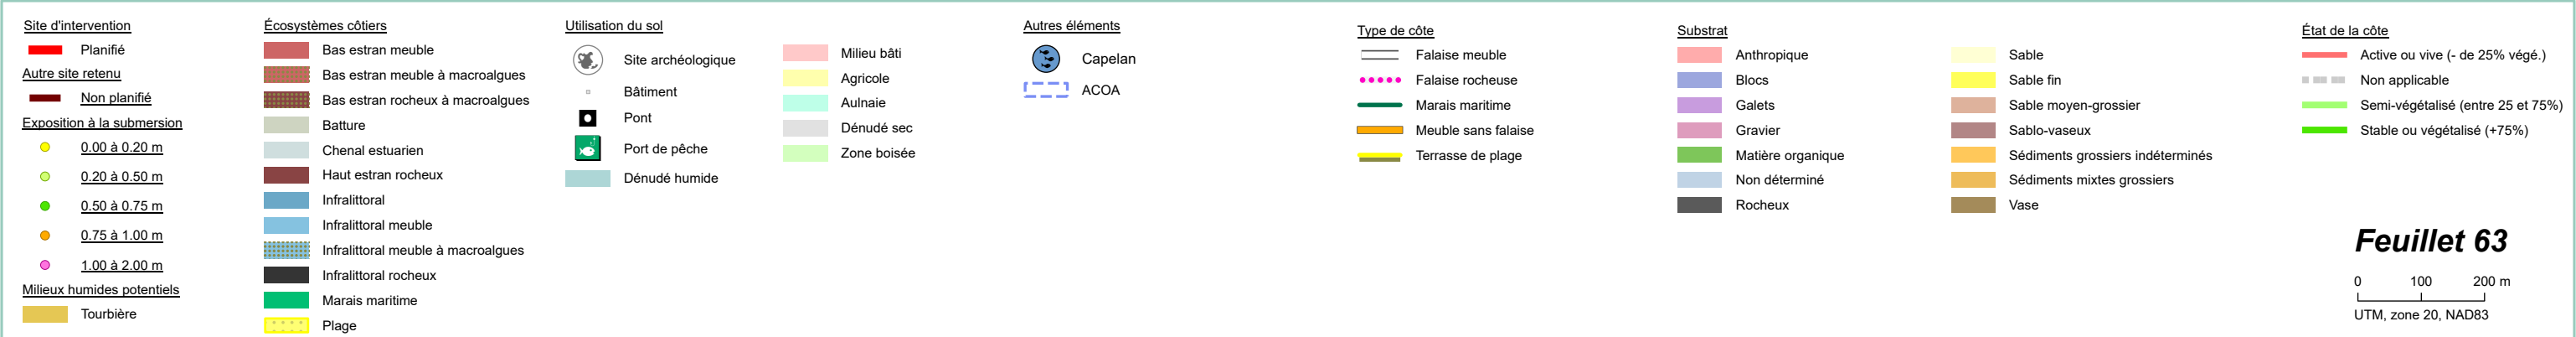 Site d'intervention
Planifié
Autre site retenu
Non planifié
Exposition à la submersion
0.00 à 0.20 m
0.20 à 0.50 m
0.50 à 0.75 m
0.75 à 1.00 m
1.00 à 2.00 m
Milieux humides potentiels
Tourbière
Écosystèmes côtiers
Bas estran meuble
Bas estran meuble à macroalgues
Bas estran rocheux à macroalgues
Batture
Chenal estuarien
Haut estran rocheux
Infralittoral
Infralittoral meuble
Infralittoral meuble à macroalgues
Infralittoral rocheux
Marais maritime
Plage
Utilisation du sol
Site archéologique
Bâtiment
Pont
Port de pêche
Dénudé humide
Milieu bâti
Agricole
Aulnaie
Dénudé sec
Zone boisée
Autres éléments
Capelan
ACOA
Type de côte
Falaise meuble
Falaise rocheuse
Marais maritime
Meuble sans falaise
Terrasse de plage
Substrat
Anthropique
Blocs
Galets
Gravier
Matière organique
Non déterminé
Rocheux
Sable
Sable fin
Sable moyen-grossier
Sablo-vaseux
Sédiments grossiers indéterminés
Sédiments mixtes grossiers
Vase
État de la côte
Active ou vive (- de 25% végé.)
Non applicable
Semi-végétalisé (entre 25 et 75%)
Stable ou végétalisé (+75%)
Feuillet 63
0 100 200 m
UTM, zone 20, NAD83